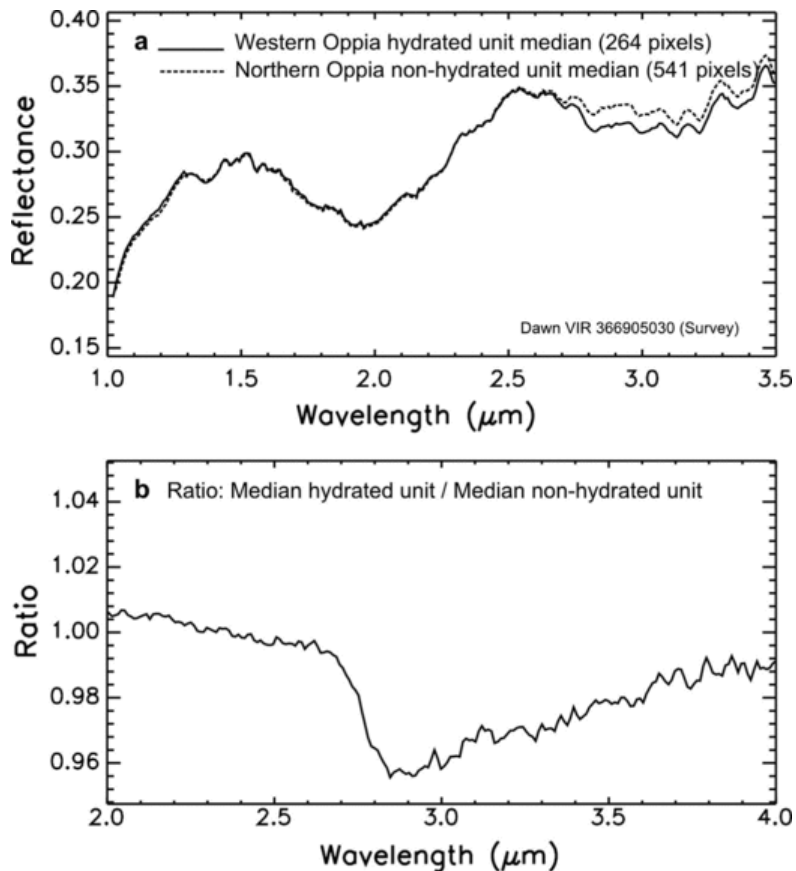 0.40
a Western Oppia hydrated unit median (264 pixels)
Northern Oppia non-hydrated unit median (541 pixels)
0.35
0.30
Reflectance
0.25
0.20
Dawn VIR 366905030 (Survey)
0.15
1.0 1.5 2.0 2.5 3.0 3.5
Wavelength (μm)
b Ratio: Median hydrated unit / Median non-hydrated unit
1.04
1.02
Ratio
1.00
0.98
0.96
2.0 2.5 3.0 3.5 4.0
Wavelength (μm)